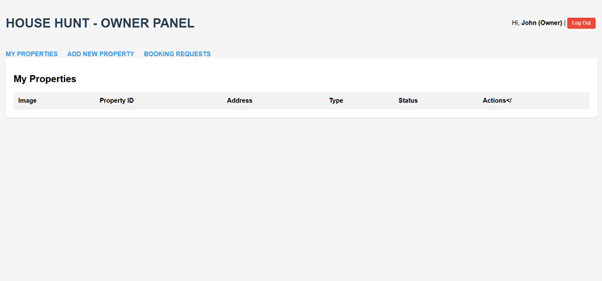 HOUSE HUNT - OWNER PANEL
Hi, John (Owner) | Log Out
MY PROPERTIES ADD NEW PROPERTY BOOKING REQUESTS
My Properties
Image Property ID Address Type Status Actions</